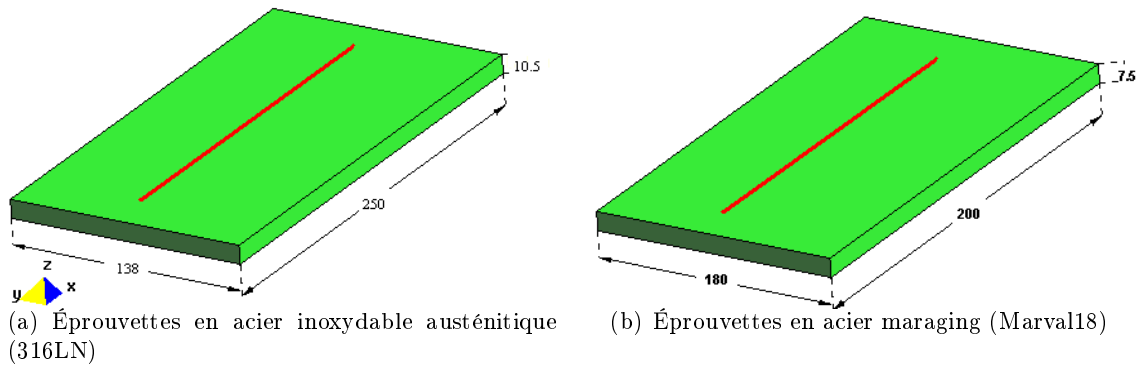 10.5
250
138
z
x
y
7.5
200
180
(a) Éprouvettes en acier inoxydable austénitique
(316LN)
(b) Éprouvettes en acier maraging (Marval18)